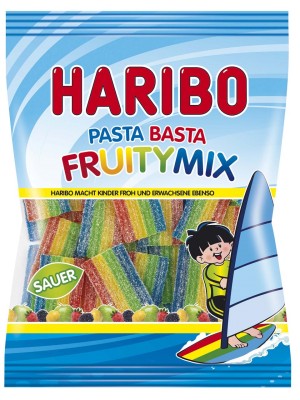 HARIBO
PASTA BASTA
FRUITYMIX
HARIBO MACHT KINDER FROH UND ERWACHSENE EBENSO
SAUER